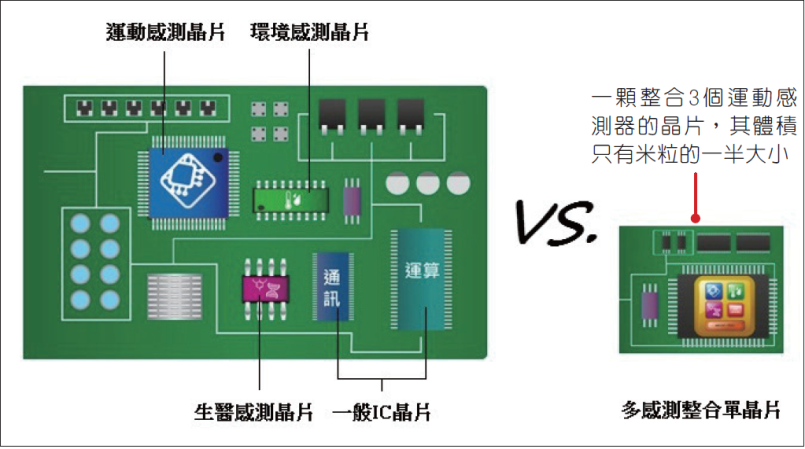 運動感測晶片
環境感測晶片
一顆整合3個運動感
測器的晶片，其體積
只有米粒的一半大小
VS.
通
訊
運算
生醫感測晶片
一般IC晶片
多感測整合單晶片